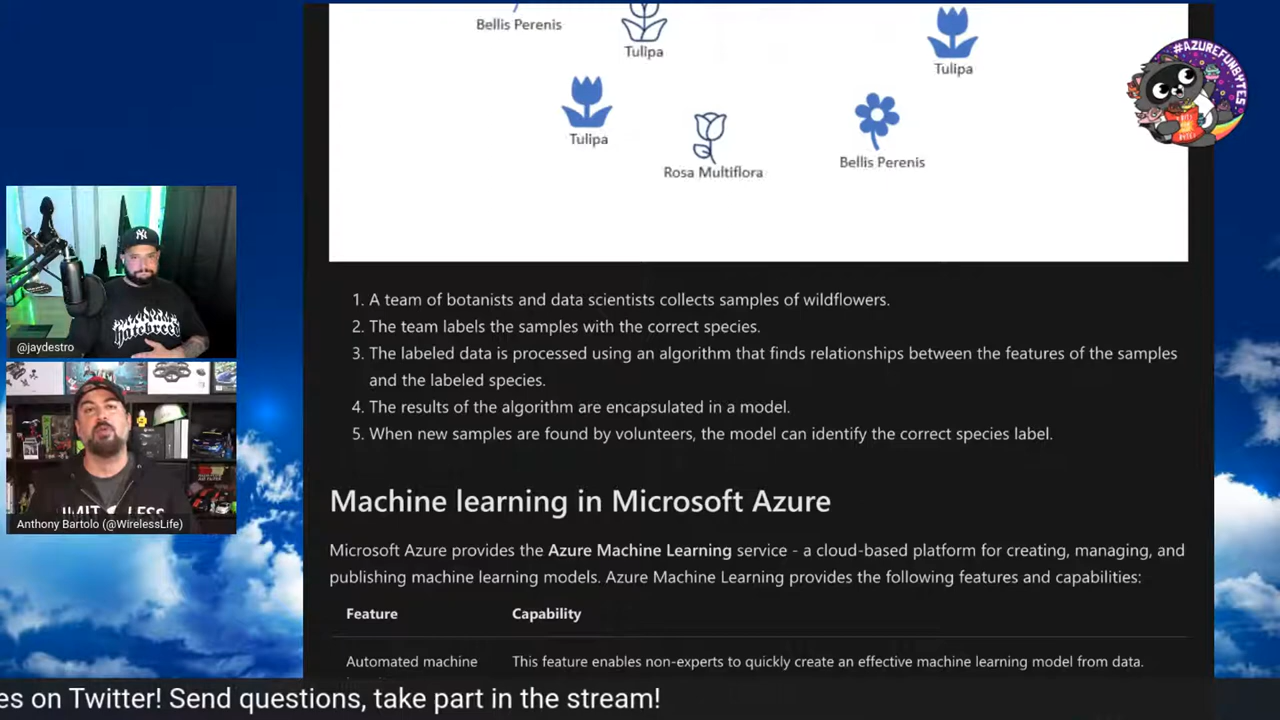 Bellis Perenis
Tulipa
Tulipa
Tulipa
Rosa Multiflora
Bellis Perenis
#AZUREFUNBYTES
@jaydestro
Anthony Bartolo (@WirelessLife)
1. A team of botanists and data scientists collects samples of wildflowers.
2. The team labels the samples with the correct species.
3. The labeled data is processed using an algorithm that finds relationships between the features of the samples
and the labeled species.
4. The results of the algorithm are encapsulated in a model.
5. When new samples are found by volunteers, the model can identify the correct species label.
Machine learning in Microsoft Azure
Microsoft Azure provides the Azure Machine Learning service - a cloud-based platform for creating, managing, and
publishing machine learning models. Azure Machine Learning provides the following features and capabilities:
Feature Capability
Automated machine This feature enables non-experts to quickly create an effective machine learning model from data.
es on Twitter! Send questions, take part in the stream!